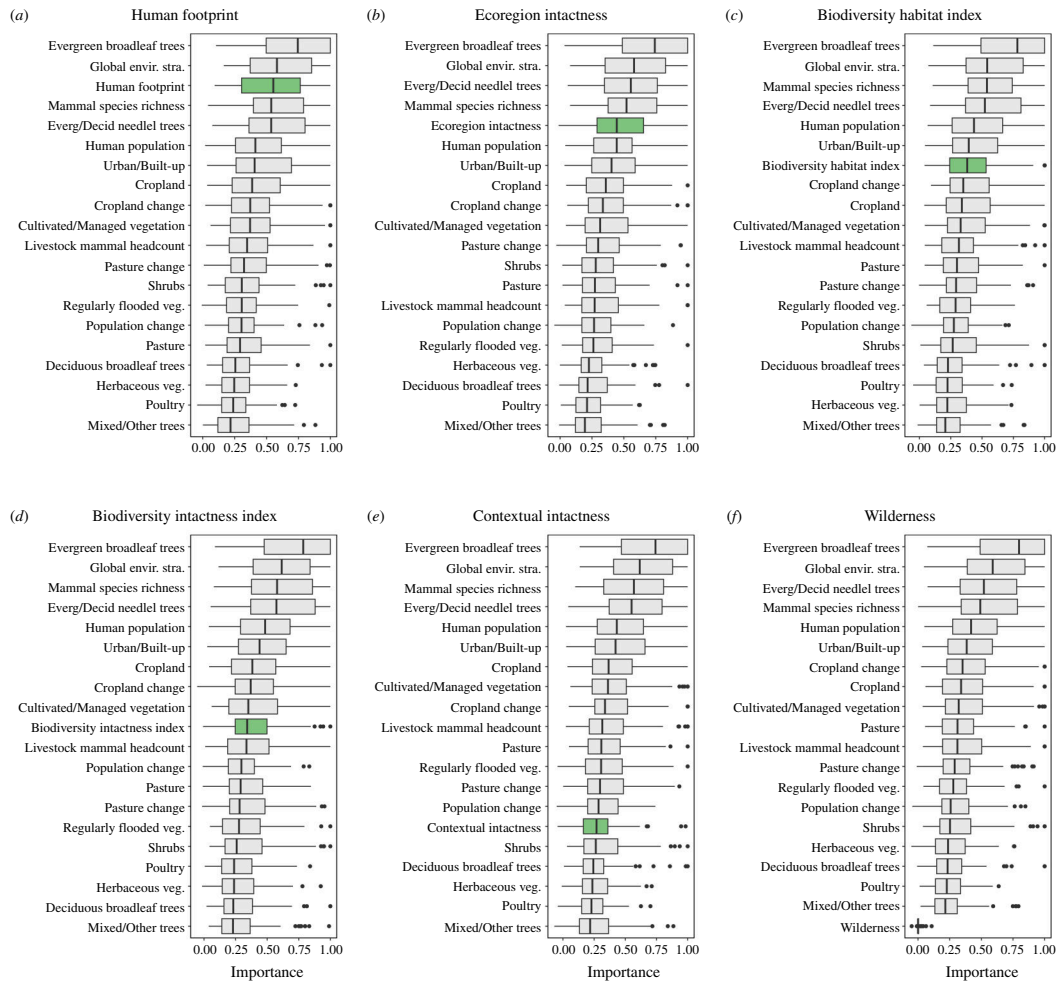 (a) Human footprint
Evergreen broadleaf trees
Global envir. stra.
Human footprint
Mammal species richness
Everg/Decid needlel trees
Human population
Urban/Built-up
Cropland
Cropland change
Cultivated/Managed vegetation
Livestock mammal headcount
Pasture change
Shrubs
Regularly flooded veg.
Population change
Pasture
Deciduous broadleaf trees
Herbaceous veg.
Poultry
Mixed/Other trees
0.00 0.25 0.50 0.75 1.00
(b) Ecoregion intactness
Evergreen broadleaf trees
Global envir. stra.
Everg/Decid needlel trees
Mammal species richness
Ecoregion intactness
Human population
Urban/Built-up
Cropland
Cropland change
Cultivated/Managed vegetation
Pasture change
Shrubs
Pasture
Livestock mammal headcount
Population change
Regularly flooded veg.
Herbaceous veg.
Deciduous broadleaf trees
Poultry
Mixed/Other trees
0.00 0.25 0.50 0.75 1.00
(c) Biodiversity habitat index
Evergreen broadleaf trees
Global envir. stra.
Mammal species richness
Everg/Decid needlel trees
Human population
Urban/Built-up
Biodiversity habitat index
Cropland change
Cropland
Cultivated/Managed vegetation
Livestock mammal headcount
Pasture
Pasture change
Regularly flooded veg.
Population change
Shrubs
Deciduous broadleaf trees
Poultry
Herbaceous veg.
Mixed/Other trees
0.00 0.25 0.50 0.75 1.00
(d) Biodiversity intactness index
Evergreen broadleaf trees
Global envir. stra.
Mammal species richness
Everg/Decid needlel trees
Human population
Urban/Built-up
Cropland
Cropland change
Cultivated/Managed vegetation
Biodiversity intactness index
Livestock mammal headcount
Population change
Pasture
Pasture change
Regularly flooded veg.
Shrubs
Poultry
Herbaceous veg.
Deciduous broadleaf trees
Mixed/Other trees
0.00 0.25 0.50 0.75 1.00
Importance
(e) Contextual intactness
Evergreen broadleaf trees
Global envir. stra.
Mammal species richness
Everg/Decid needlel trees
Human population
Urban/Built-up
Cropland
Cultivated/Managed vegetation
Cropland change
Livestock mammal headcount
Pasture
Regularly flooded veg.
Pasture change
Population change
Contextual intactness
Shrubs
Deciduous broadleaf trees
Herbaceous veg.
Poultry
Mixed/Other trees
0.00 0.25 0.50 0.75 1.00
Importance
(f) Wilderness
Evergreen broadleaf trees
Global envir. stra.
Everg/Decid needlel trees
Mammal species richness
Human population
Urban/Built-up
Cropland change
Cropland
Cultivated/Managed vegetation
Pasture
Livestock mammal headcount
Pasture change
Regularly flooded veg.
Population change
Shrubs
Herbaceous veg.
Deciduous broadleaf trees
Poultry
Mixed/Other trees
Wilderness
0.00 0.25 0.50 0.75 1.00
Importance